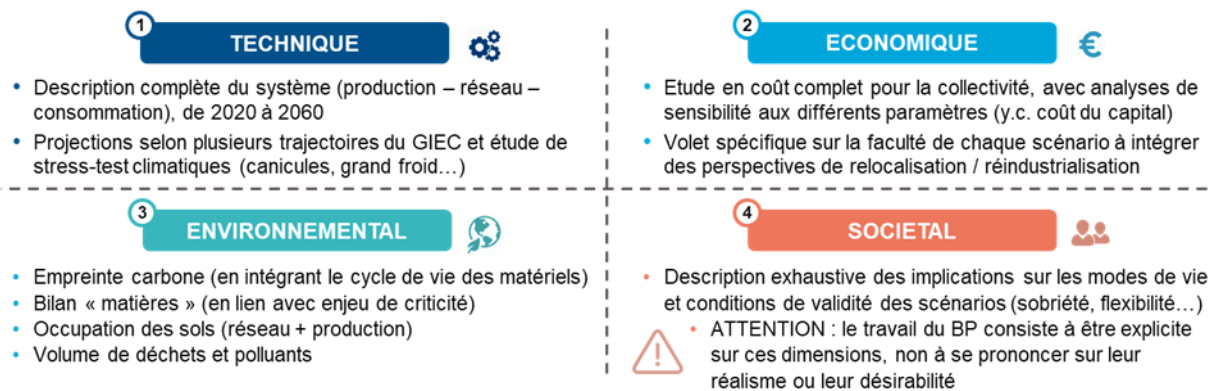 1
TECHNIQUE
• Description complète du système (production – réseau –
consommation), de 2020 à 2060
• Projections selon plusieurs trajectoires du GIEC et étude de
stress-test climatiques (canicules, grand froid…)
2
ECONOMIQUE
€
• Etude en coût complet pour la collectivité, avec analyses de
sensibilité aux différents paramètres (y.c. coût du capital)
• Volet spécifique sur la faculté de chaque scénario à intégrer
des perspectives de relocalisation / réindustrialisation
3
ENVIRONNEMENTAL
• Empreinte carbone (en intégrant le cycle de vie des matériels)
• Bilan « matières » (en lien avec enjeu de criticité)
• Occupation des sols (réseau + production)
• Volume de déchets et polluants
4
SOCIETAL
• Description exhaustive des implications sur les modes de vie
et conditions de validité des scénarios (sobriété, flexibilité…)
• ATTENTION : le travail du BP consiste à être explicite
sur ces dimensions, non à se prononcer sur leur
réalisme ou leur désirabilité